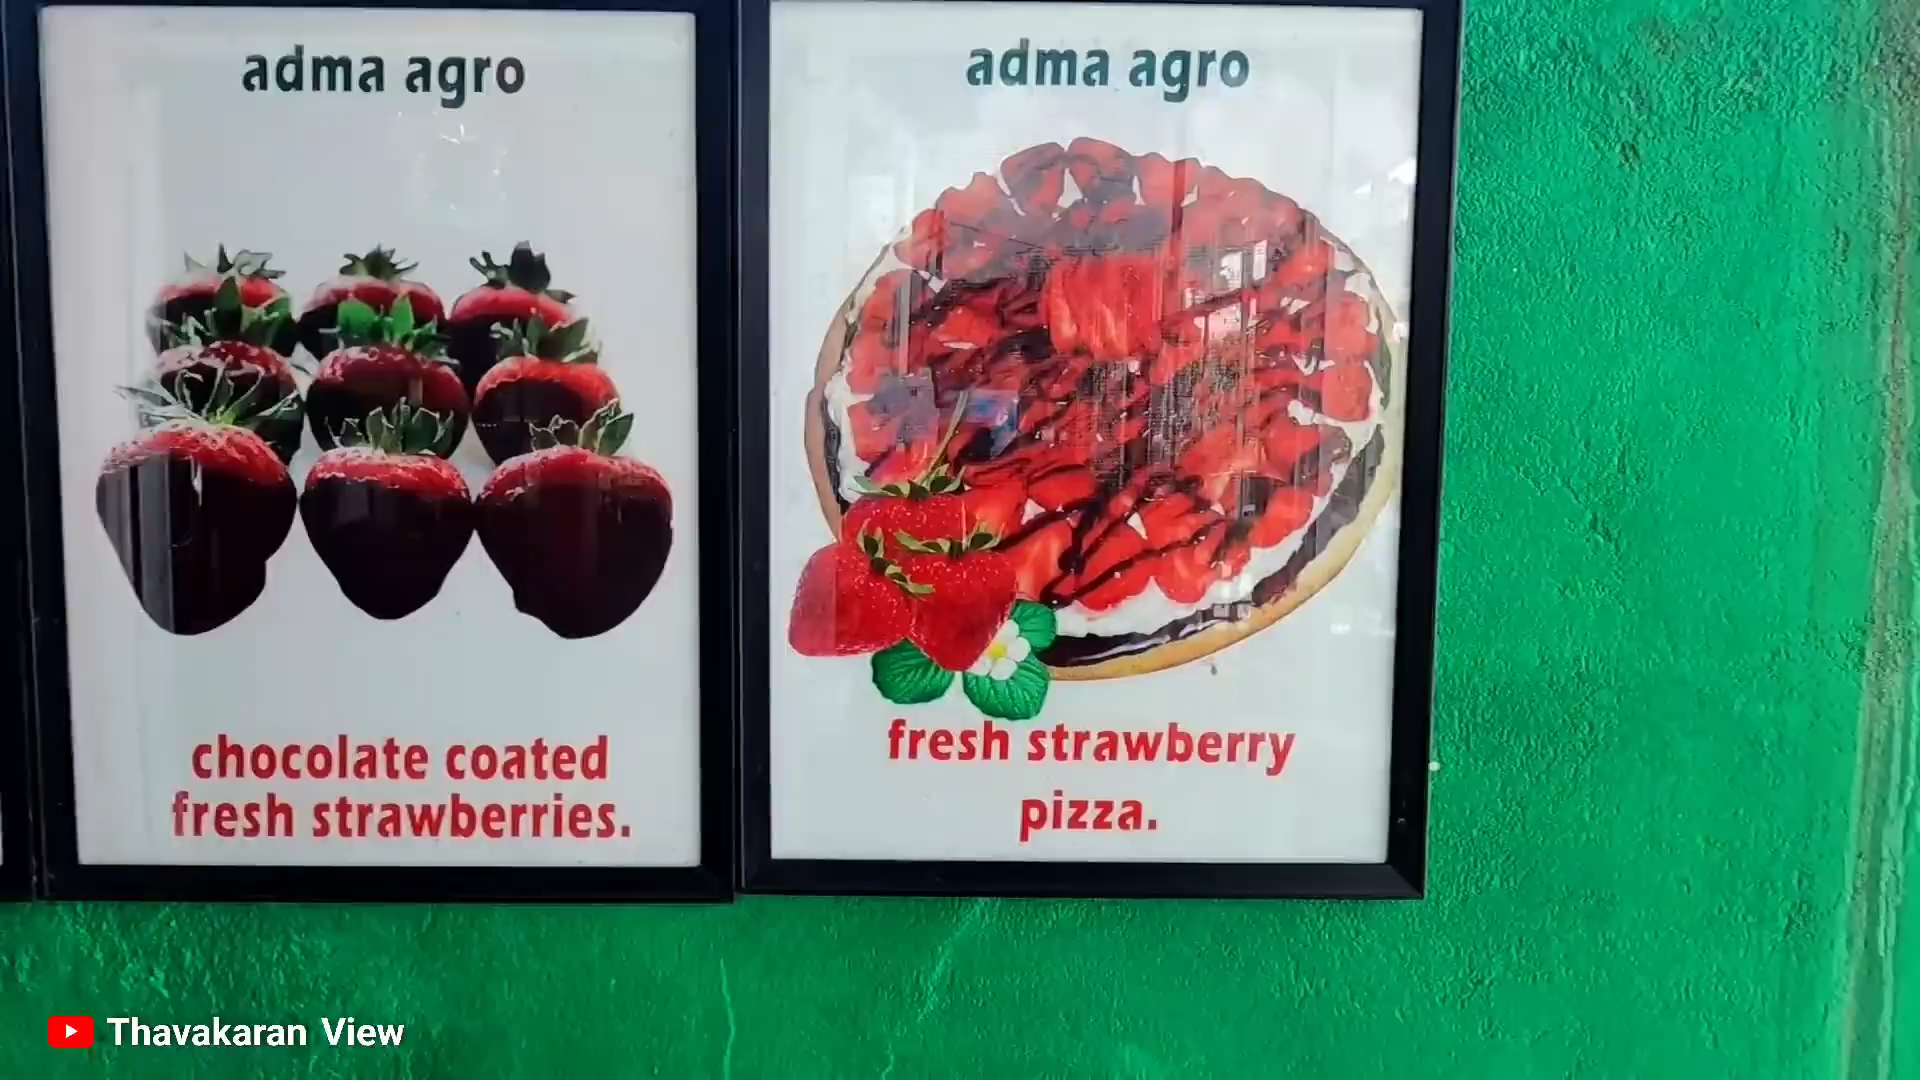 adma agro
chocolate coated
fresh strawberries.
adma agro
fresh strawberry
pizza.
Thavakaran View